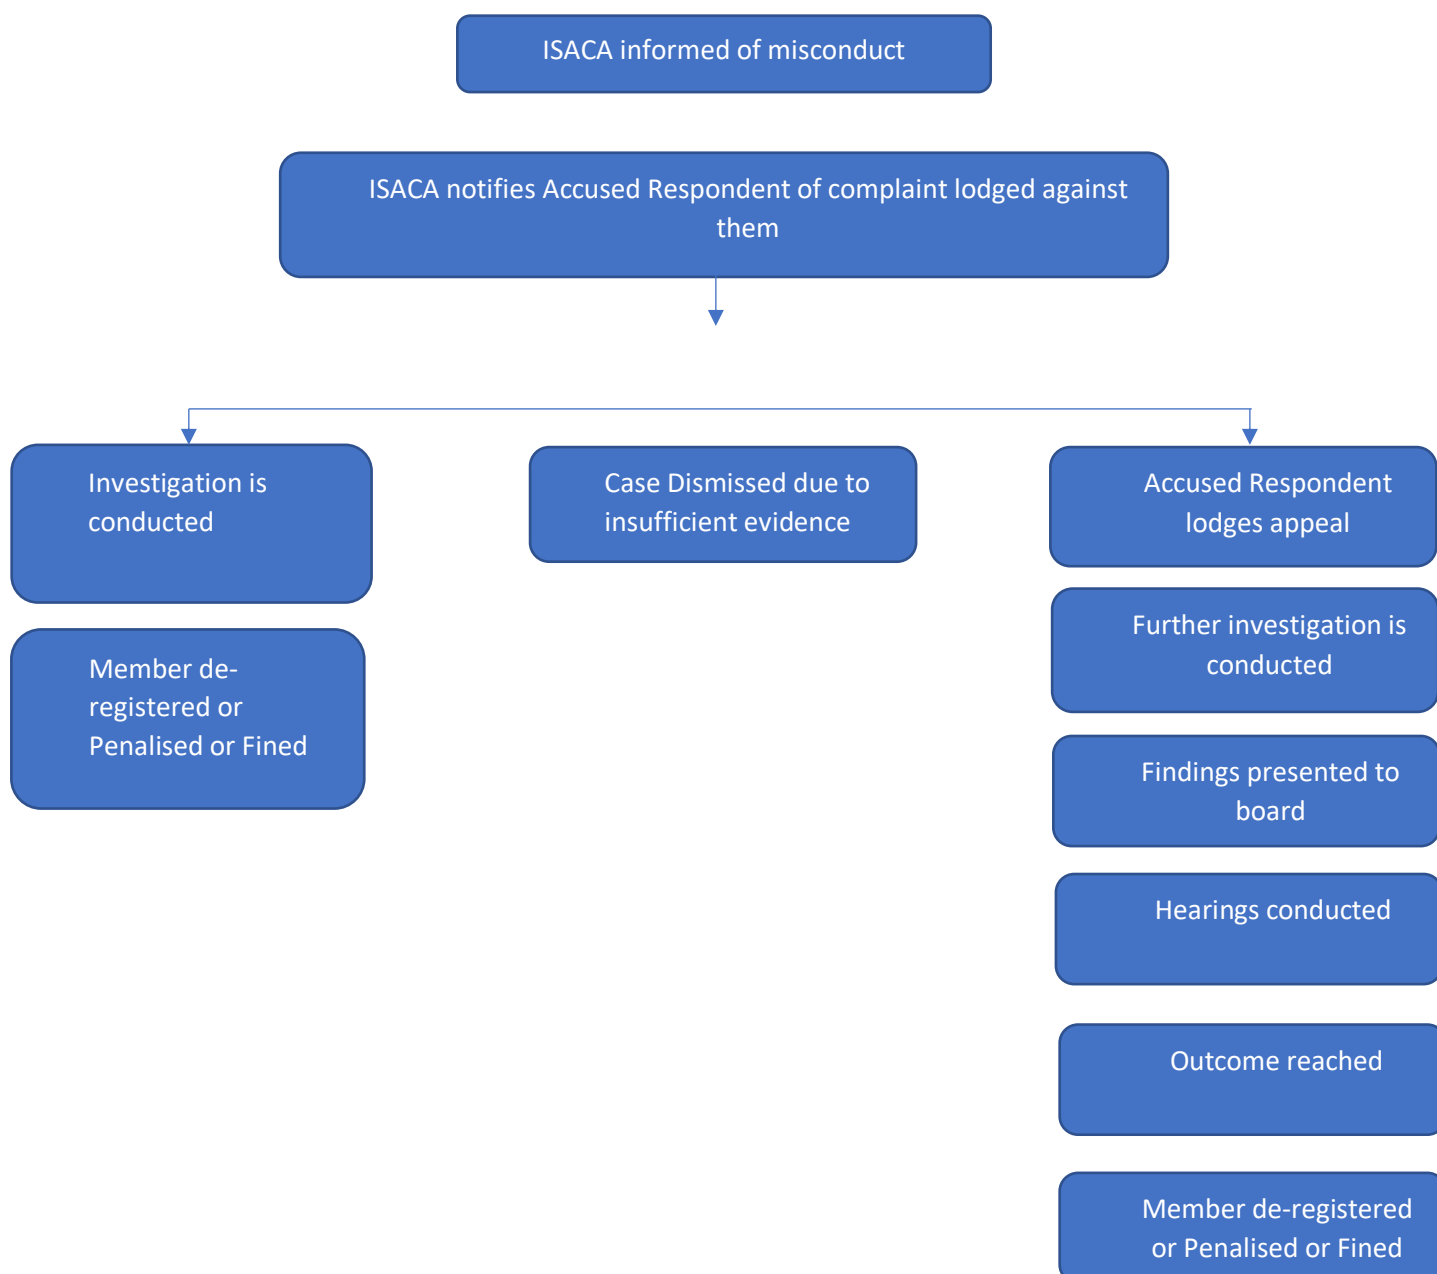 ISACA informed of misconduct
ISACA notifies Accused Respondent of complaint lodged against
them
Investigation is
conducted
Case Dismissed due to
insufficient evidence
Accused Respondent
lodges appeal
Member de-
registered or
Penalised or Fined
Further investigation is
conducted
Findings presented to
board
Hearings conducted
Outcome reached
Member de-registered
or Penalised or Fined